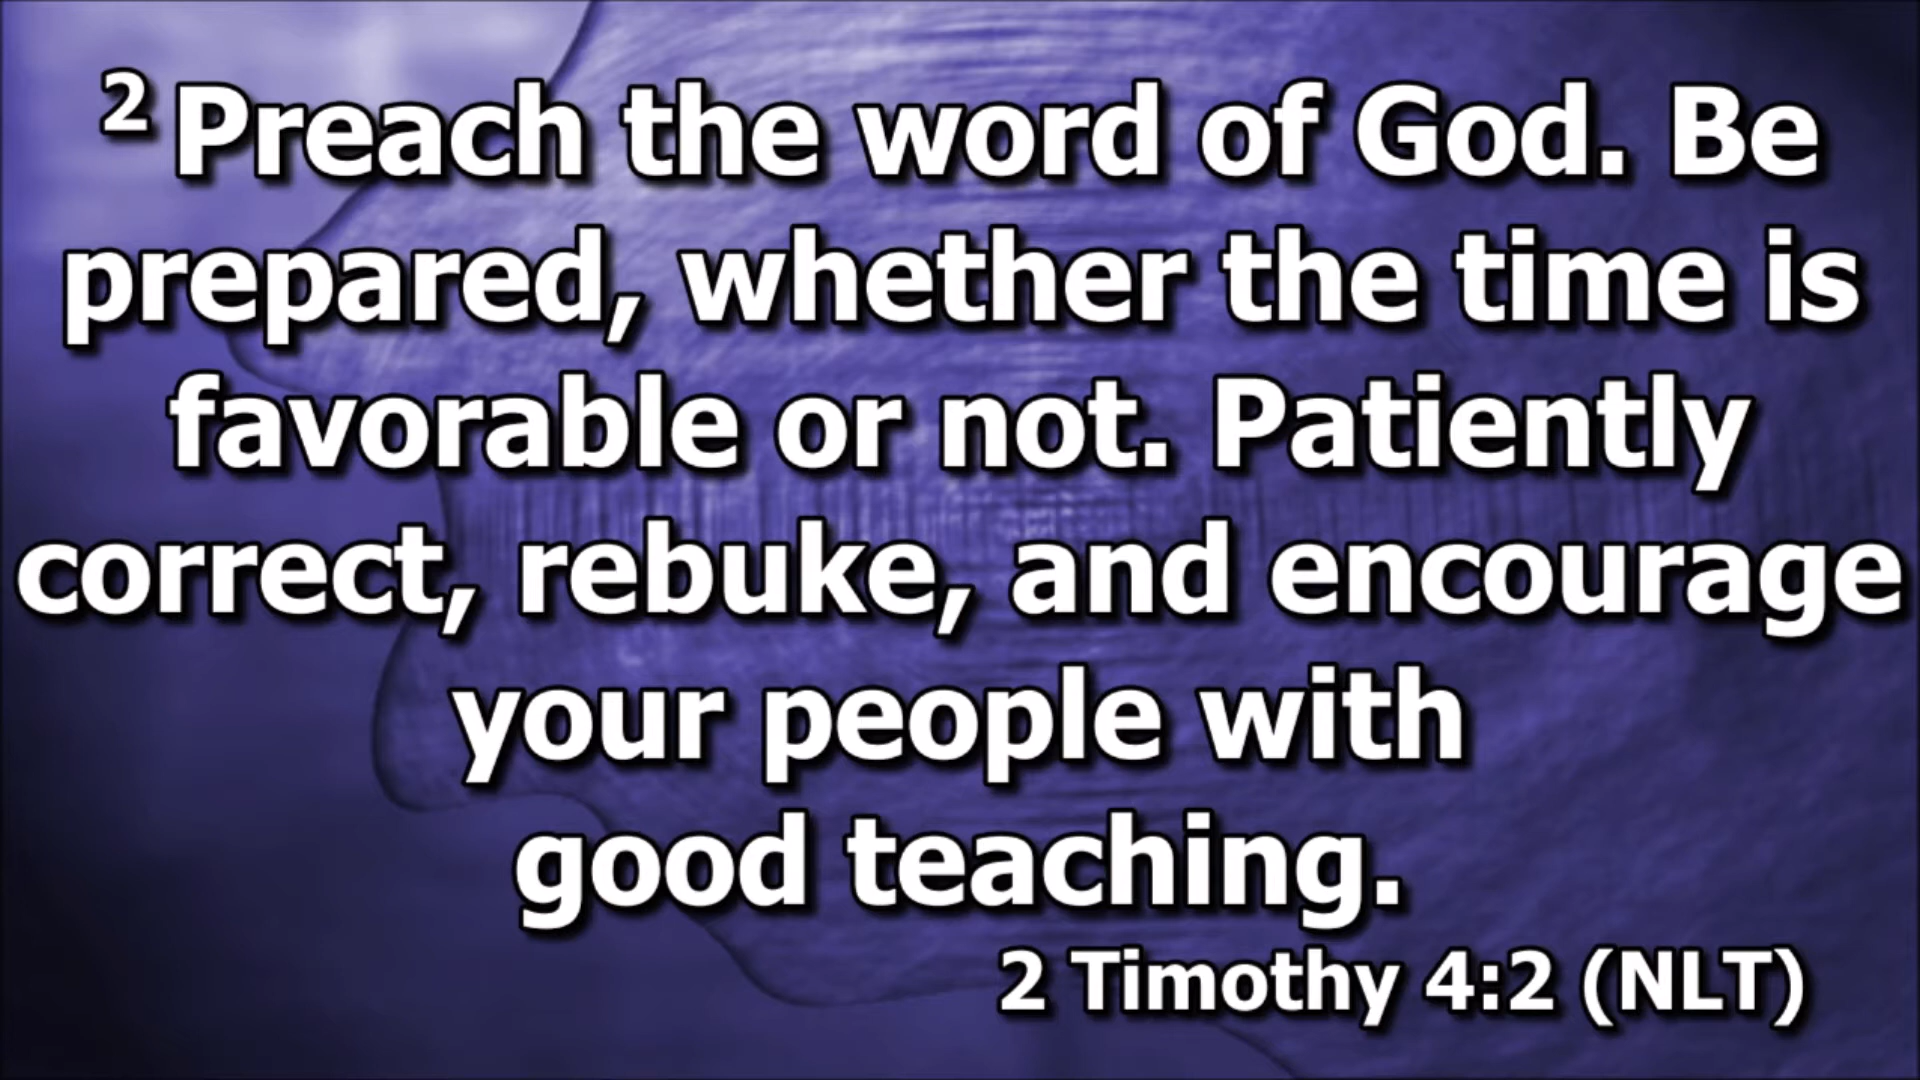 2 Preach the word of God. Be
prepared, whether the time is
favorable or not. Patiently
correct, rebuke, and encourage
your people with
good teaching.
2 Timothy 4:2 (NLT)